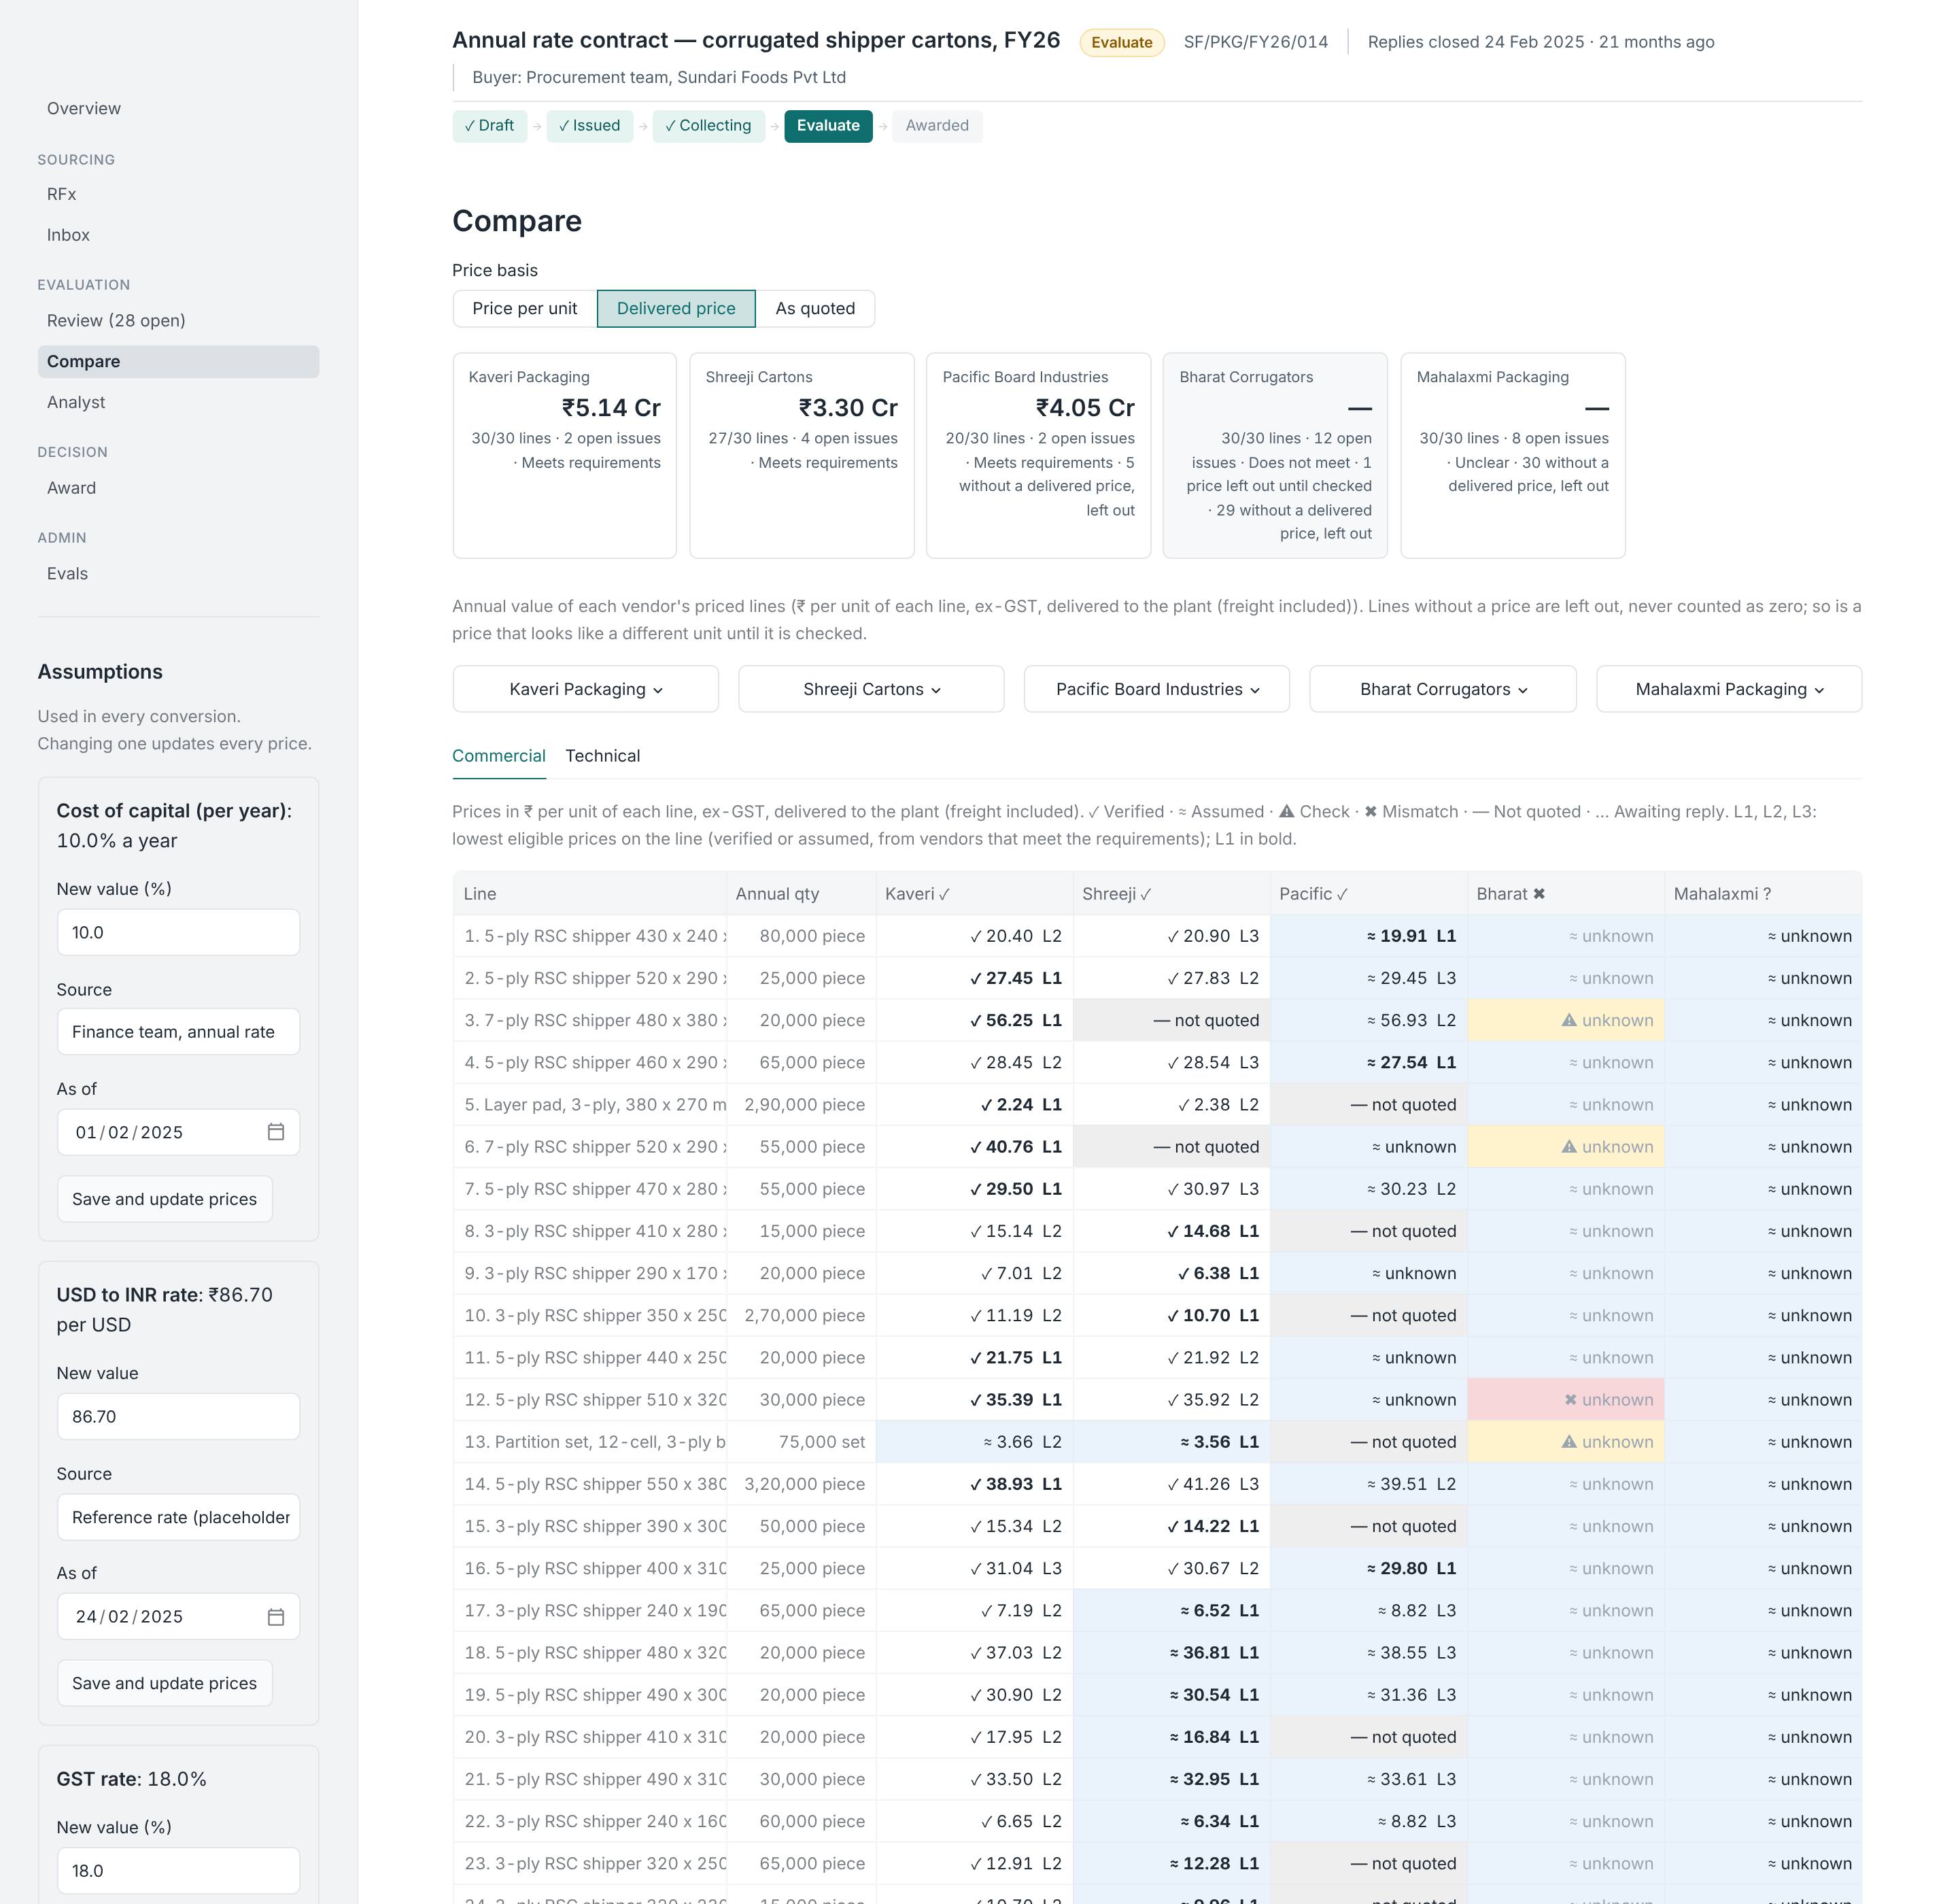 Overview
SOURCING
RFx
Inbox
EVALUATION
Review (28 open)
Compare
Analyst
DECISION
Award
ADMIN
Evals
Assumptions
Used in every conversion.
Changing one updates every price.
Cost of capital (per year):
10.0% a year
New value (%)
10.0
Source
Finance team, annual rate
As of
01/02/2025
Save and update prices
USD to INR rate: ₹86.70
per USD
New value
86.70
Source
Reference rate (placeholder
As of
24/02/2025
Save and update prices
GST rate: 18.0%
New value (%)
18.0
Annual rate contract — corrugated shipper cartons, FY26 Evaluate SF/PKG/FY26/014 Replies closed 24 Feb 2025 · 21 months ago
Buyer: Procurement team, Sundari Foods Pvt Ltd
✓ Draft → ✓ Issued → ✓ Collecting → Evaluate → Awarded
Compare
Price basis
Price per unit Delivered price As quoted
Kaveri Packaging
₹5.14 Cr
30/30 lines · 2 open issues
· Meets requirements
Shreeji Cartons
₹3.30 Cr
27/30 lines · 4 open issues
· Meets requirements
Pacific Board Industries
₹4.05 Cr
20/30 lines · 2 open issues
· Meets requirements · 5
without a delivered price,
left out
Bharat Corrugators
—
30/30 lines · 12 open
issues · Does not meet · 1
price left out until checked
· 29 without a delivered
price, left out
Mahalaxmi Packaging
—
30/30 lines · 8 open issues
· Unclear · 30 without a
delivered price, left out
Annual value of each vendor's priced lines (₹ per unit of each line, ex-GST, delivered to the plant (freight included)). Lines without a price are left out, never counted as zero; so is a
price that looks like a different unit until it is checked.
Kaveri Packaging Shreeji Cartons Pacific Board Industries Bharat Corrugators Mahalaxmi Packaging
Commercial Technical
Prices in ₹ per unit of each line, ex-GST, delivered to the plant (freight included). ✓ Verified · ≈ Assumed · ⚠ Check · ✖ Mismatch · — Not quoted · … Awaiting reply. L1, L2, L3:
lowest eligible prices on the line (verified or assumed, from vendors that meet the requirements); L1 in bold.
Line Annual qty Kaveri ✓ Shreeji ✓ Pacific ✓ Bharat ✖ Mahalaxmi ?
1. 5-ply RSC shipper 430 x 240 80,000 piece ✓ 20.40 L2 ✓ 20.90 L3 ≈ 19.91 L1 ≈ unknown ≈ unknown
2. 5-ply RSC shipper 520 x 290 25,000 piece ✓ 27.45 L1 ✓ 27.83 L2 ≈ 29.45 L3 ≈ unknown ≈ unknown
3. 7-ply RSC shipper 480 x 380 20,000 piece ✓ 56.25 L1 — not quoted ≈ 56.93 L2 ⚠ unknown ≈ unknown
4. 5-ply RSC shipper 460 x 290 65,000 piece ✓ 28.45 L2 ✓ 28.54 L3 ≈ 27.54 L1 ≈ unknown ≈ unknown
5. Layer pad, 3-ply, 380 x 270 m 2,90,000 piece ✓ 2.24 L1 ✓ 2.38 L2 — not quoted ≈ unknown ≈ unknown
6. 7-ply RSC shipper 520 x 290 55,000 piece ✓ 40.76 L1 — not quoted ≈ unknown ⚠ unknown ≈ unknown
7. 5-ply RSC shipper 470 x 280 55,000 piece ✓ 29.50 L1 ✓ 30.97 L3 ≈ 30.23 L2 ≈ unknown ≈ unknown
8. 3-ply RSC shipper 410 x 280 15,000 piece ✓ 15.14 L2 ✓ 14.68 L1 — not quoted ≈ unknown ≈ unknown
9. 3-ply RSC shipper 290 x 170 20,000 piece ✓ 7.01 L2 ✓ 6.38 L1 ≈ unknown ≈ unknown ≈ unknown
10. 3-ply RSC shipper 350 x 250 2,70,000 piece ✓ 11.19 L2 ✓ 10.70 L1 — not quoted ≈ unknown ≈ unknown
11. 5-ply RSC shipper 440 x 250 20,000 piece ✓ 21.75 L1 ✓ 21.92 L2 ≈ unknown ≈ unknown ≈ unknown
12. 5-ply RSC shipper 510 x 320 30,000 piece ✓ 35.39 L1 ✓ 35.92 L2 ≈ unknown ✖ unknown ≈ unknown
13. Partition set, 12-cell, 3-ply b 75,000 set ≈ 3.66 L2 ≈ 3.56 L1 — not quoted ⚠ unknown ≈ unknown
14. 5-ply RSC shipper 550 x 380 3,20,000 piece ✓ 38.93 L1 ✓ 41.26 L3 ≈ 39.51 L2 ≈ unknown ≈ unknown
15. 3-ply RSC shipper 390 x 300 50,000 piece ✓ 15.34 L2 ✓ 14.22 L1 — not quoted ≈ unknown ≈ unknown
16. 5-ply RSC shipper 400 x 310 25,000 piece ✓ 31.04 L3 ✓ 30.67 L2 ≈ 29.80 L1 ≈ unknown ≈ unknown
17. 3-ply RSC shipper 240 x 190 65,000 piece ✓ 7.19 L2 ≈ 6.52 L1 ≈ 8.82 L3 ≈ unknown ≈ unknown
18. 5-ply RSC shipper 480 x 320 20,000 piece ✓ 37.03 L2 ≈ 36.81 L1 ≈ 38.55 L3 ≈ unknown ≈ unknown
19. 5-ply RSC shipper 490 x 300 20,000 piece ✓ 30.90 L2 ≈ 30.54 L1 ≈ 31.36 L3 ≈ unknown ≈ unknown
20. 3-ply RSC shipper 410 x 310 20,000 piece ✓ 17.95 L2 ≈ 16.84 L1 — not quoted ≈ unknown ≈ unknown
21. 5-ply RSC shipper 490 x 310 30,000 piece ✓ 33.50 L2 ≈ 32.95 L1 ≈ 33.61 L3 ≈ unknown ≈ unknown
22. 3-ply RSC shipper 240 x 160 60,000 piece ✓ 6.65 L2 ≈ 6.34 L1 ≈ 8.82 L3 ≈ unknown ≈ unknown
23. 3-ply RSC shipper 320 x 250 65,000 piece ✓ 12.91 L2 ≈ 12.28 L1 — not quoted ≈ unknown ≈ unknown